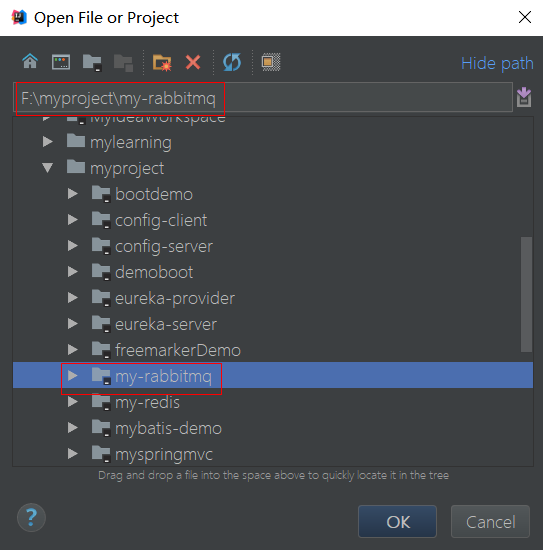 Open File or Project
Hide path
F:\myproject\my-rabbitmq
MyIdeaWorkspace
mylearning
myproject
bootdemo
config-client
config-server
demoboot
eureka-provider
eureka-server
freemarkerDemo
my-rabbitmq
my-redis
mybatis-demo
myspringmvc
Drag and drop a file into the space above to quickly locate it in the tree
?
OK
Cancel